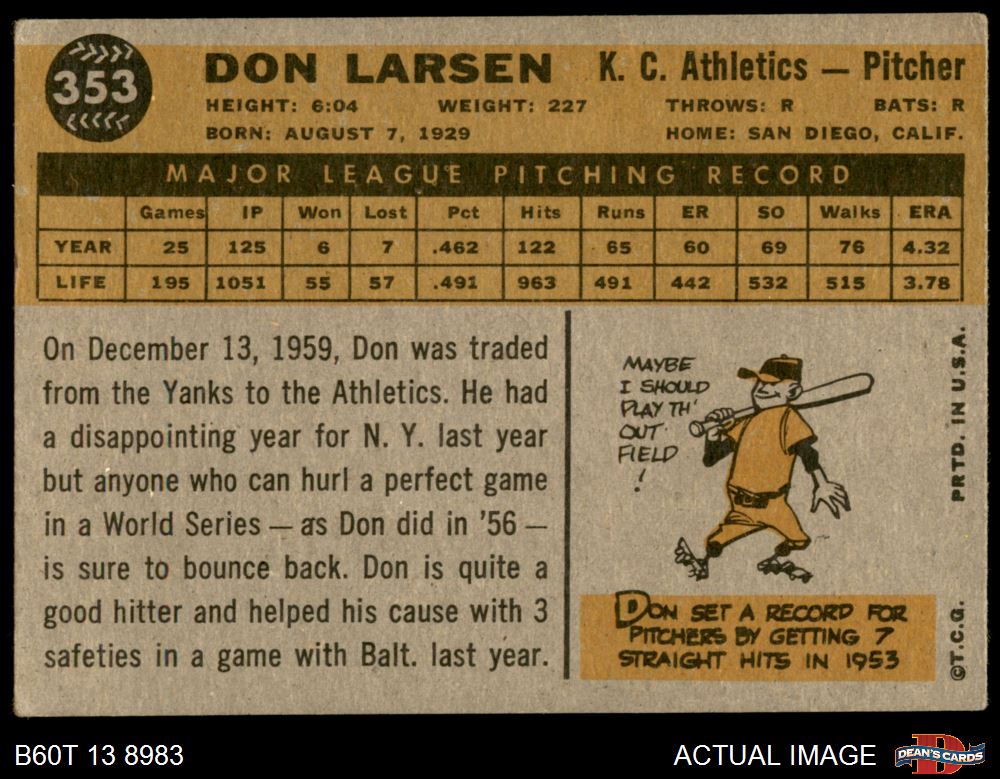 353
DON LARSEN K. C. Athletics — Pitcher
HEIGHT: 6:04 WEIGHT: 227 THROWS: R BATS: R
BORN: AUGUST 7, 1929 HOME: SAN DIEGO, CALIF.
MAJOR LEAGUE PITCHING RECORD
Games IP Won Lost Pct Hits Runs ER SO Walks ERA
YEAR 25 125 6 7 .462 122 65 60 69 76 4.32
LIFE 195 1051 55 57 .491 963 491 442 532 515 3.78
On December 13, 1959, Don was traded
from the Yanks to the Athletics. He had
a disappointing year for N. Y. last year
but anyone who can hurl a perfect game
in a World Series — as Don did in '56 —
is sure to bounce back. Don is quite a
good hitter and helped his cause with 3
safeties in a game with Balt. last year.
MAYBE
I SHOULD
PLAY TH'
OUT
FIELD
!
DON SET A RECORD FOR
PITCHERS BY GETTING 7
STRAIGHT HITS IN 1953
PRTD. IN U.S.A.
©T.C.G.
B60T 13 8983
ACTUAL IMAGE
DEAN'S CARDS